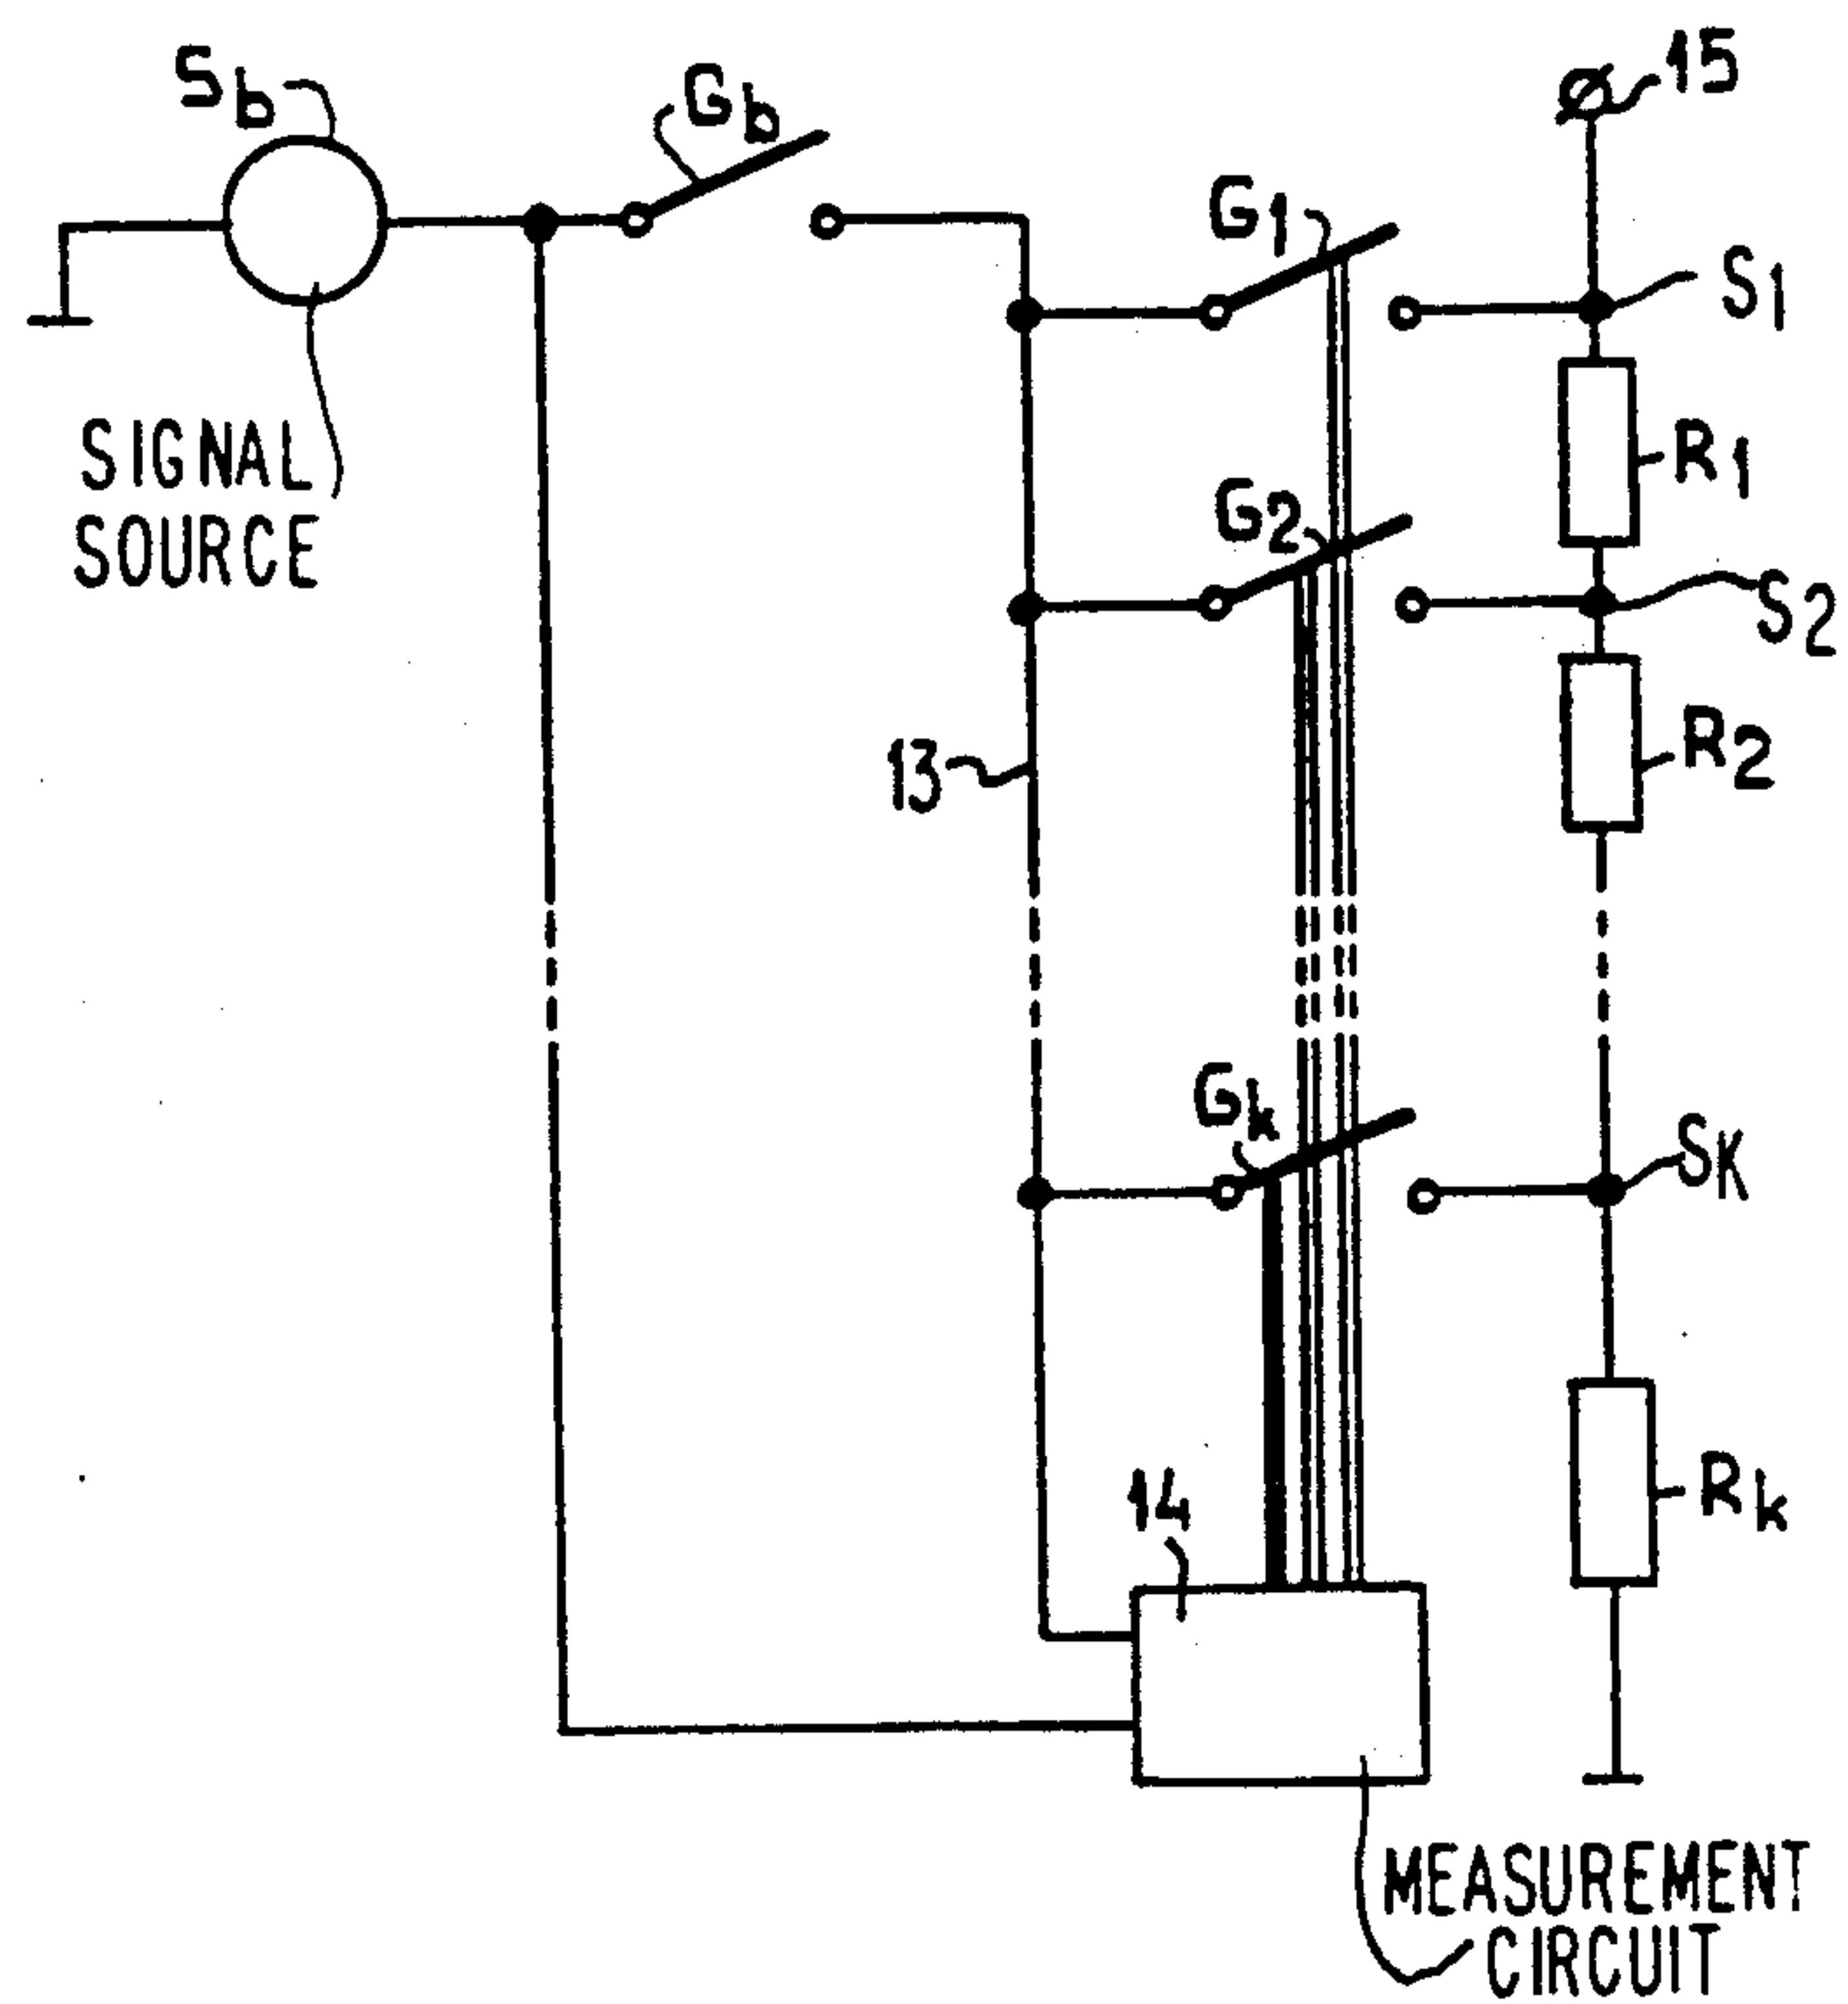 Sb
Gb
15
G1
S1
SIGNAL
SOURCE
R1
G2
S2
R2
13
Gk
SK
14
Rk
MEASUREMENT
CIRCUIT